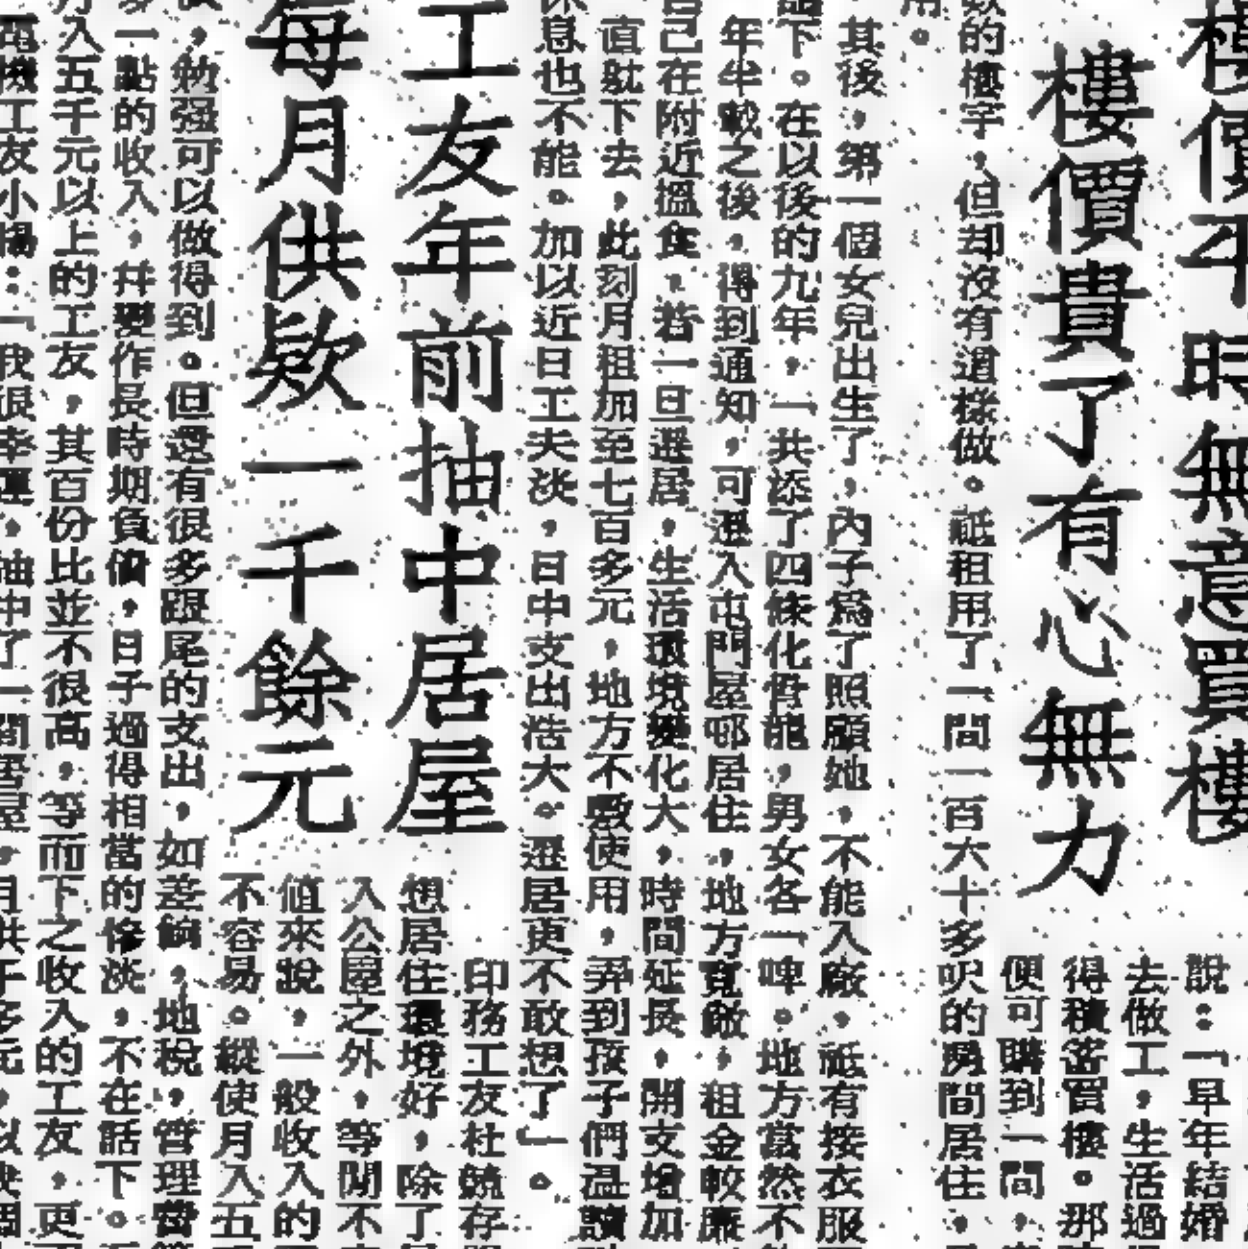 樓價平時無意買樓
樓價貴了有心無力
說：「早年結婚
去做工，生活過
得積蓄買樓。那
便可購到一間，
的樓宇，但却沒有這樣做。祗租用了一間一百六十多呎的房間居住，
用。
其後，第一個女兒出生了，內子為了照顧她，不能入廠，祗有接衣服
下。在以後的九年，一共添了四條化骨龍，男女各一啤。地方當然不
年半載之後，得到通知，可進入屯門屋邨居住，地方寬敞，租金較廉
自己在附近搵食，若一旦遷居，生活環境變化大，時間延長，開支增加
直捱下去，此刻月租加至七百多元，地方不敷使用，弄到孩子們溫讀
休息也不能。加以近日工夫淡，日中支出浩大。遷居更不敢想了」。
工友年前抽中居屋
每月供款一千餘元
印務工友杜兢存
想居住環境好，除了
入公屋之外，等閒不
值來說，一般收入的
不容易。縱使月入五
，勉強可以做得到。但還有很多跟尾的支出，如差餉，地稅，管理費
多一點的收入，幷要作長時期負債，日子過得相當的慘淡，不在話下。
月入五千元以上的工友，其百份比並不很高，等而下之收入的工友，更
工友小楊：「我很幸運，抽中了一間居屋，月供千多元，以